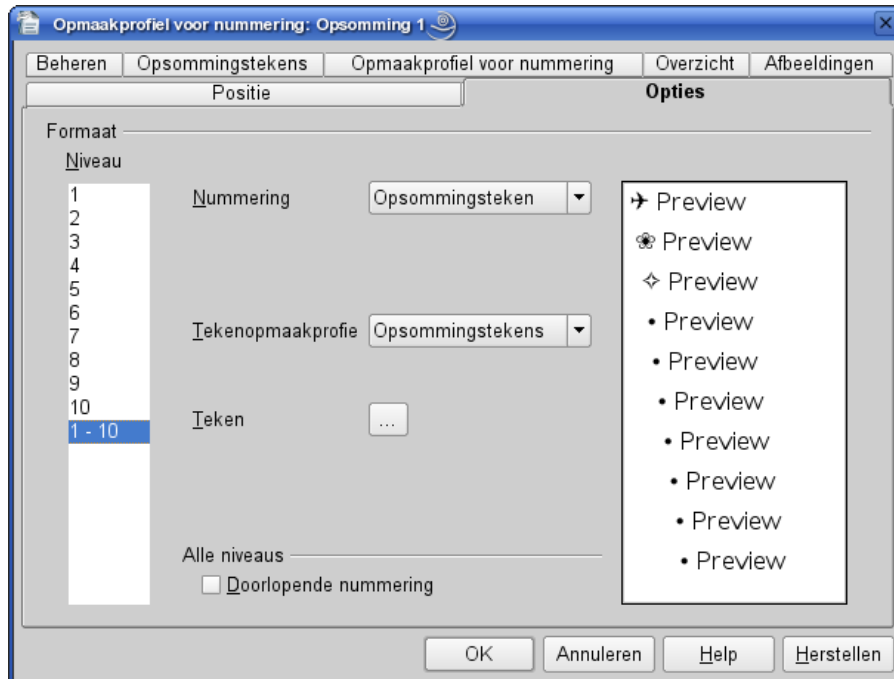 Opmaakprofiel voor nummering: Opsomming 1
Beheren Opsommingstekens Opmaakprofiel voor nummering Overzicht Afbeeldingen
Positie Opties
Formaat
Niveau
1
2
3
4
5
6
7
8
9
10
1 - 10
Nummering Opsommingsteken
Tekenopmaakprofie Opsommingstekens
Teken ...
Alle niveaus
Doorlopende nummering
✈ Preview
❀ Preview
✧ Preview
• Preview
• Preview
• Preview
• Preview
• Preview
• Preview
• Preview
OK Annuleren Help Herstellen